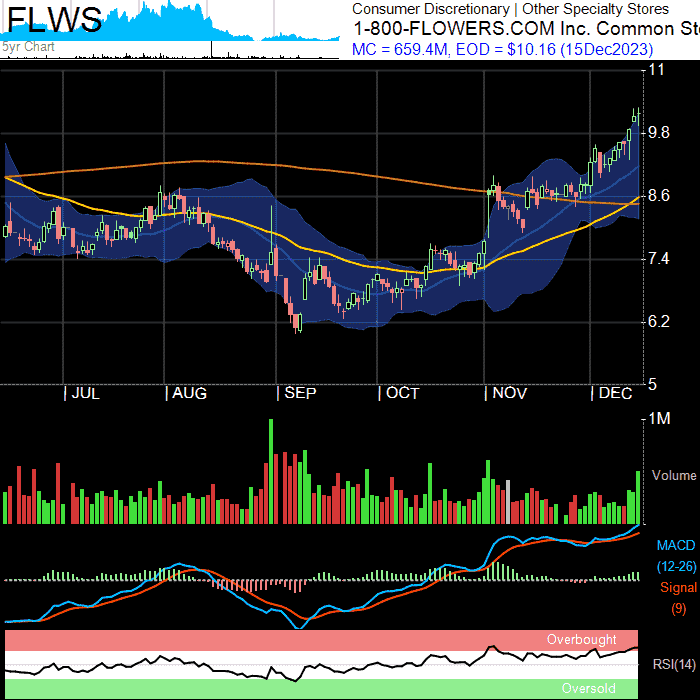 FLWS
5yr Chart
Consumer Discretionary | Other Specialty Stores
1-800-FLOWERS.COM Inc. Common Sto
MC = 659.4M, EOD = $10.16 (15Dec2023)
11
9.8
8.6
7.4
6.2
5
| JUL | AUG | SEP | OCT | NOV | DEC
1M
Volume
MACD
(12-26)
Signal
(9)
Overbought
RSI(14)
Oversold